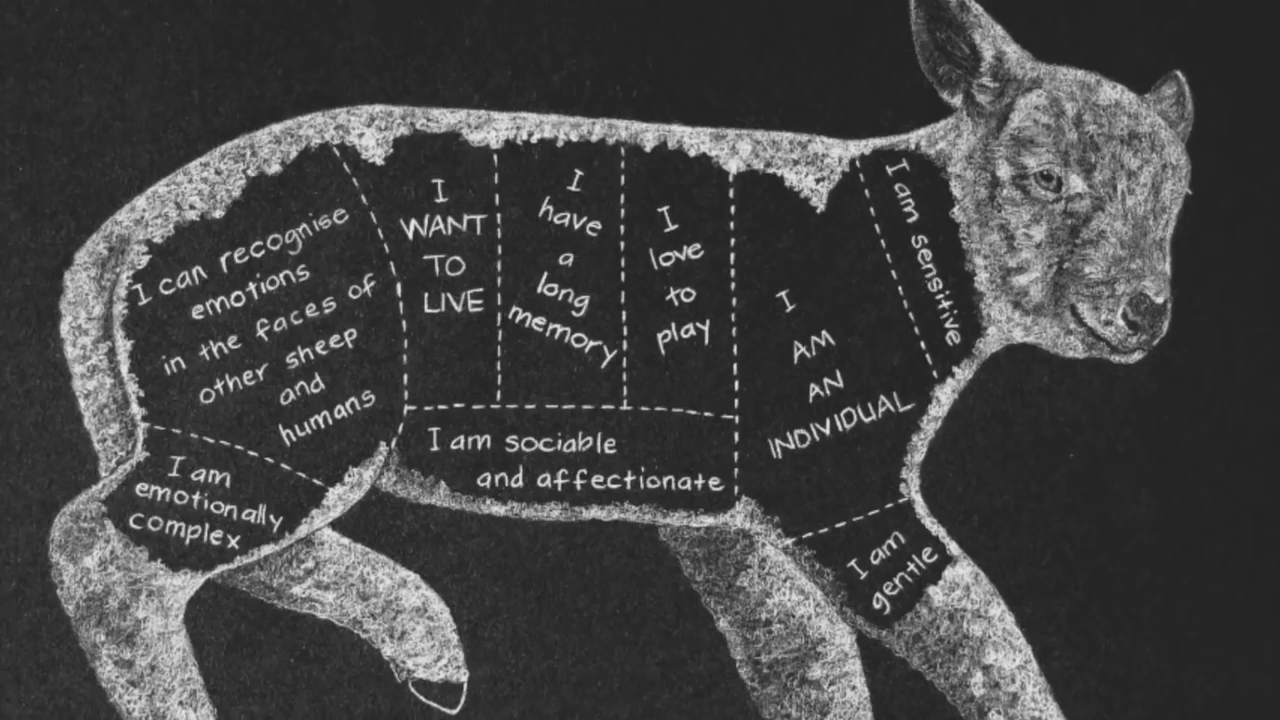 I can recognise
emotions
in the faces of
other sheep
and
humans
I am
emotionally
complex
I
WANT
TO
LIVE
I
have
a
long
memory
I
love
to
play
I am sociable
and affectionate
I
AM
AN
INDIVIDUAL
I am sensitive
I am
gentle